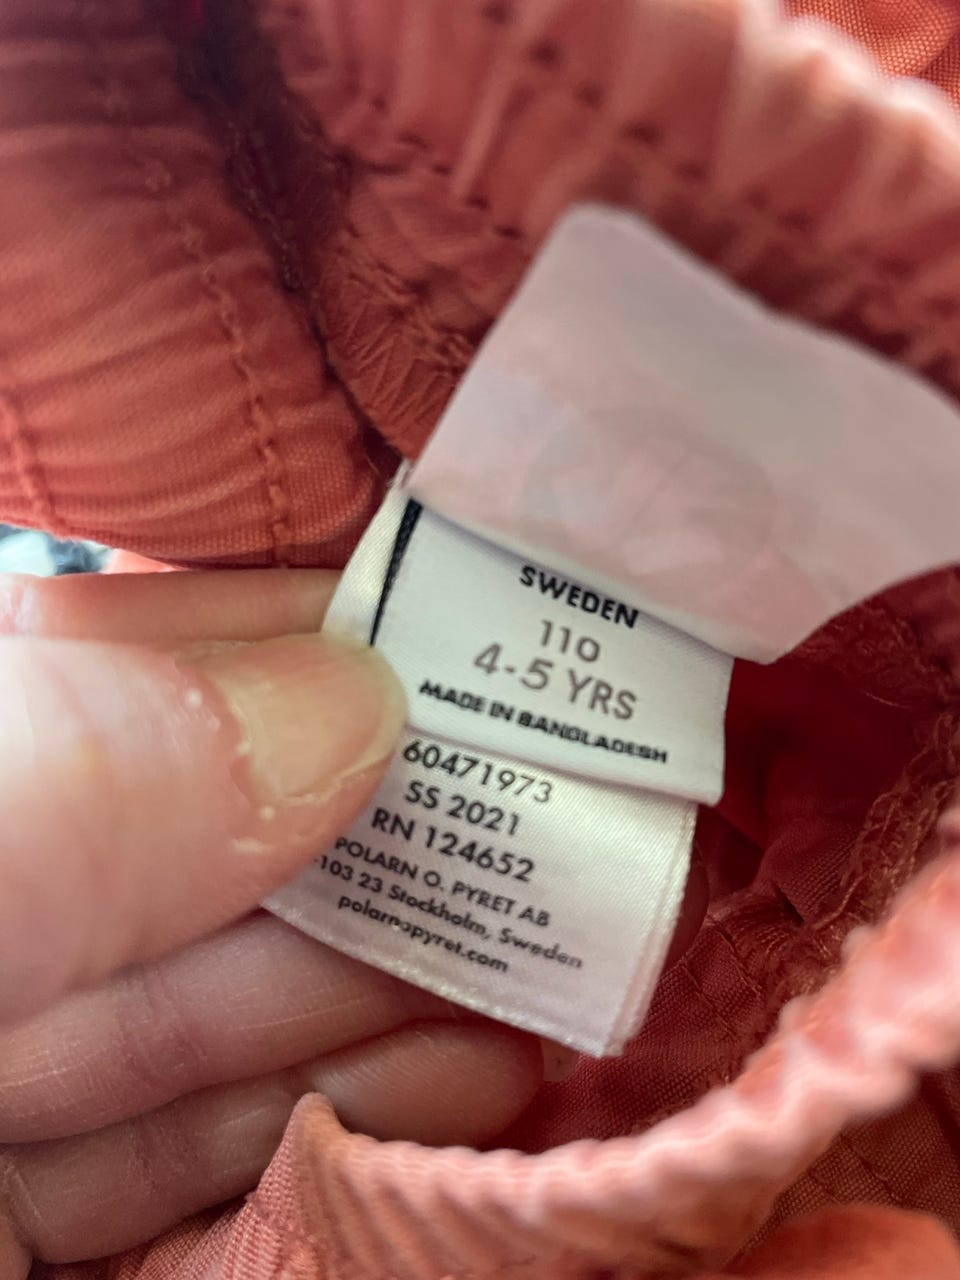 SWEDEN
110
4-5 YRS
MADE IN BANGLADESH
60471973
SS 2021
RN 124652
POLARN O. PYRET AB
-103 23 Stockholm, Sweden
polarnopyret.com